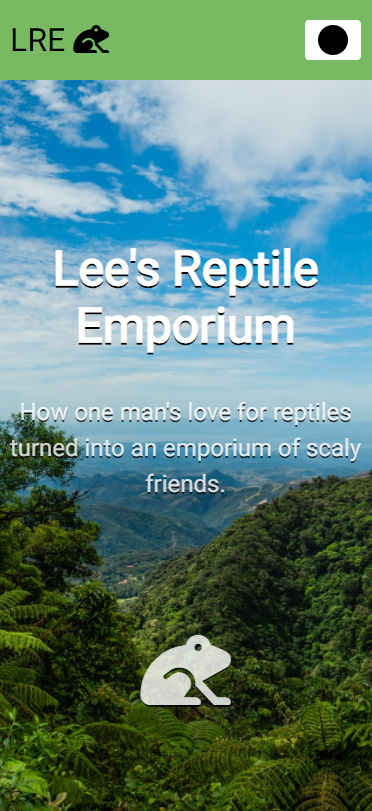 LRE
Lee's Reptile
Emporium
How one man's love for reptiles
turned into an emporium of scaly
friends.